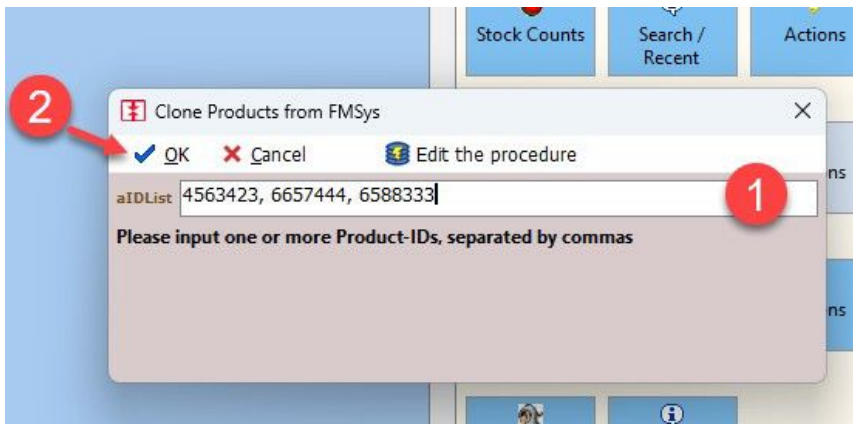 Stock Counts
Search /
Recent
Actions
2
Clone Products from FMSys
OK
Cancel
Edit the procedure
aIDList
4563423, 6657444, 6588333
1
ns
Please input one or more Product-IDs, separated by commas
ns